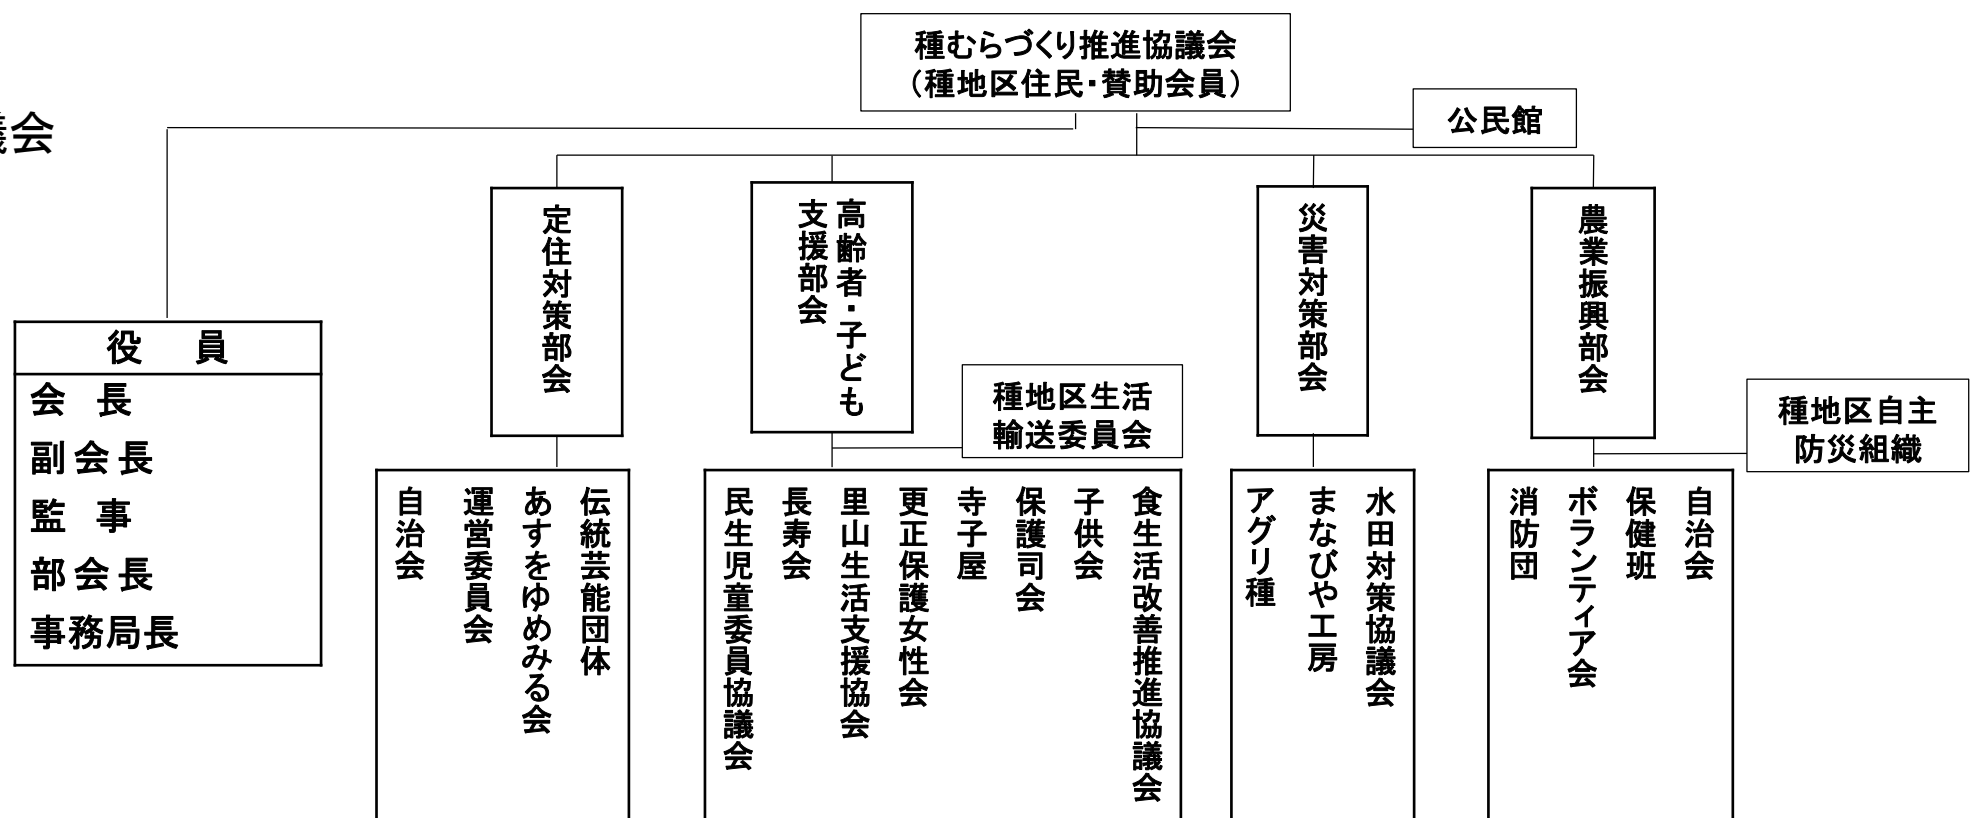 種むらづくり推進協議会
（種地区住民・賛助会員）
公民館
議会
役　員
会　長
副会長
監　事
部会長
事務局長
定住対策部会
高齢者・子ども
支援部会
災害対策部会
農業振興部会
種地区生活
輸送委員会
種地区自主
防災組織
自治会
運営委員会
あすをゆめみる会
伝統芸能団体
民生児童委員協議会
長寿会
里山生活支援協会
更正保護女性会
寺子屋
保護司会
子供会
食生活改善推進協議会
アグリ種
まなびや工房
水田対策協議会
消防団
ボランティア会
保健班
自治会